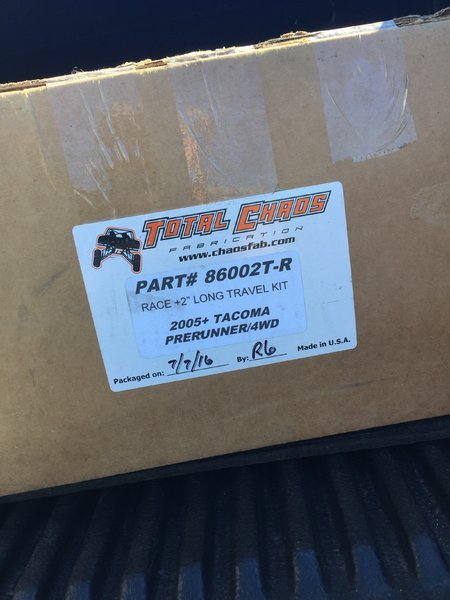 TOTAL CHAOS
FABRICATION
www.chaosfab.com
PART# 86002T-R
RACE +2" LONG TRAVEL KIT
2005+ TACOMA
PRERUNNER/4WD
Packaged on: 7/7/16 By: RG Made in U.S.A.